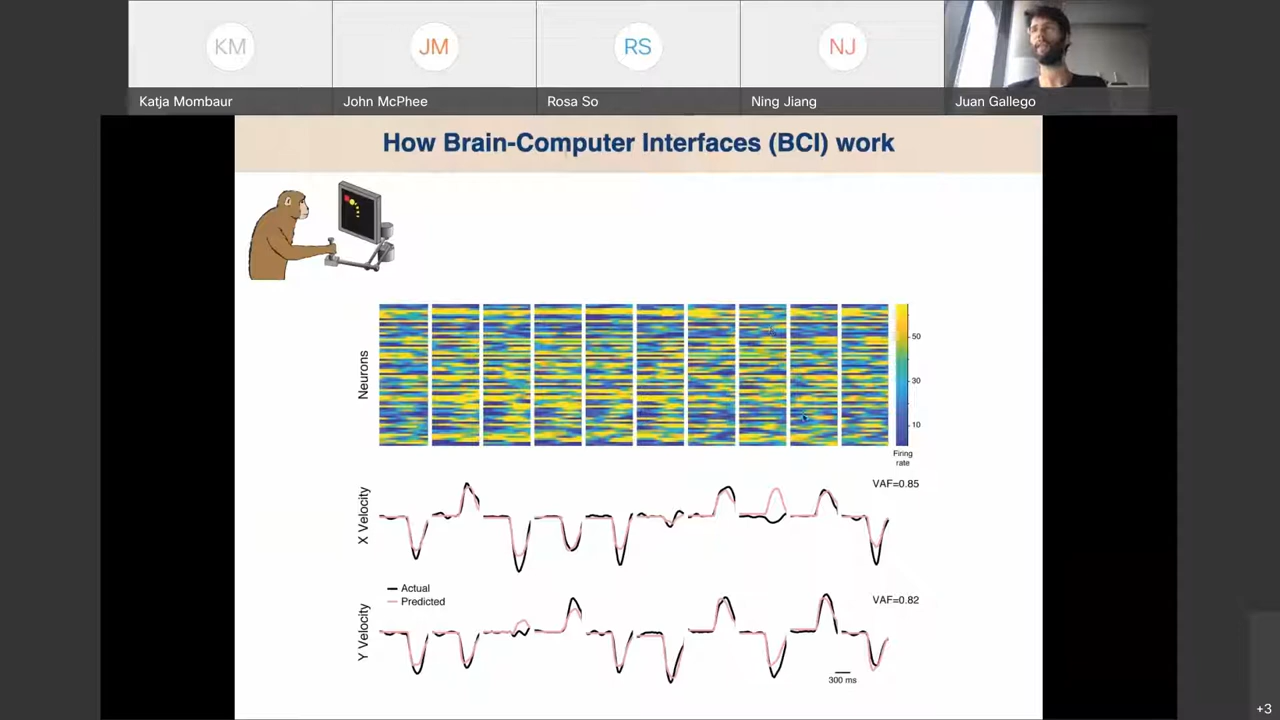 KM
JM
RS
NJ
Katja Mombaur
John McPhee
Rosa So
Ning Jiang
Juan Gallego
How Brain-Computer Interfaces (BCI) work
Neurons
50
30
10
Firing
rate
X Velocity
VAF=0.85
Actual
Predicted
Y Velocity
VAF=0.82
300 ms
+3